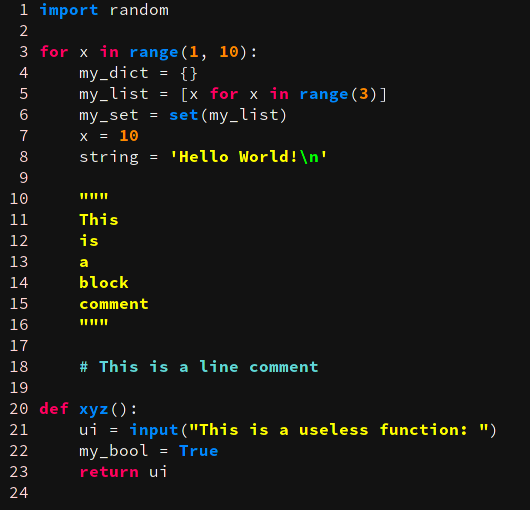 1 import random
2
3 for x in range(1, 10):
4     my_dict = {}
5     my_list = [x for x in range(3)]
6     my_set = set(my_list)
7     x = 10
8     string = 'Hello World!\n'
9
10     """
11     This
12     is
13     a
14     block
15     comment
16     """
17
18     # This is a line comment
19
20 def xyz():
21     ui = input("This is a useless function: ")
22     my_bool = True
23     return ui
24